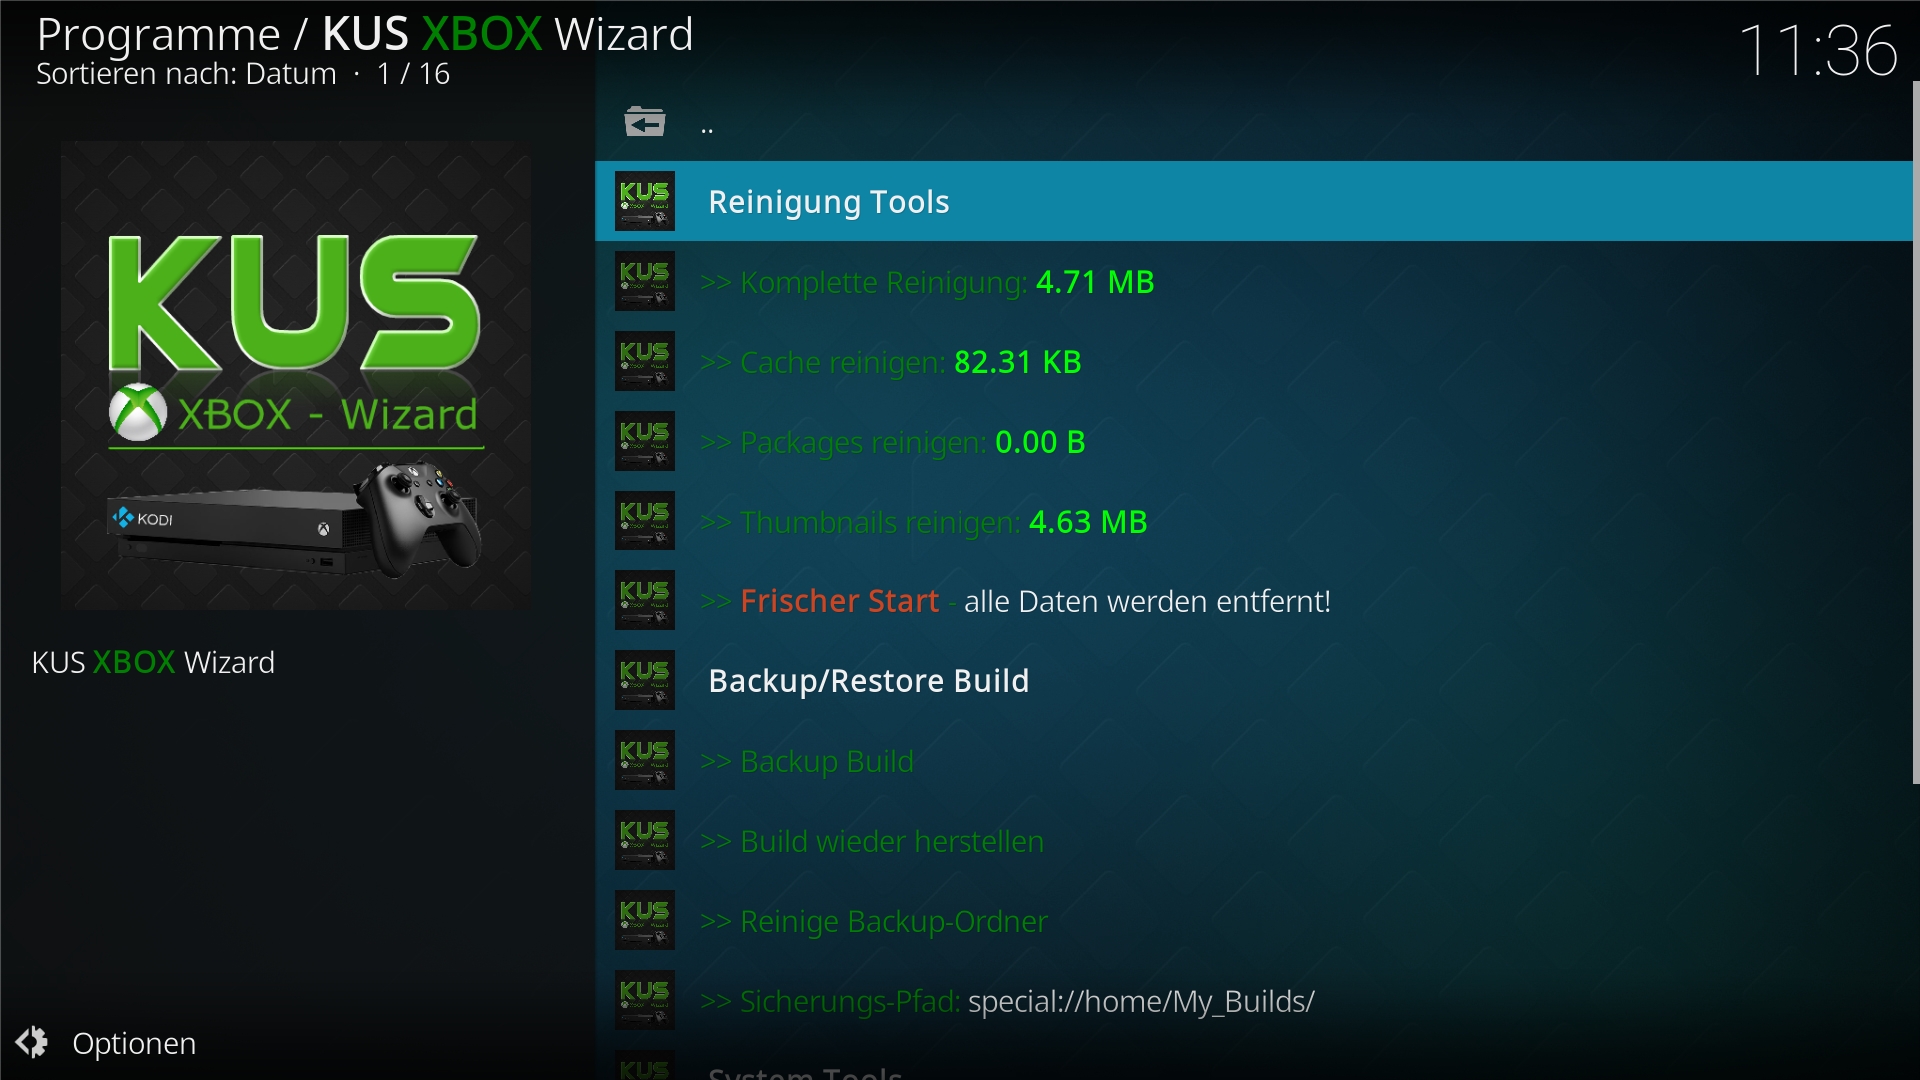 Programme / KUS XBOX Wizard
Sortieren nach: Datum · 1 / 16
11:36
KUS
XBOX - Wizard
KODI
KUS XBOX Wizard
Optionen
..
Reinigung Tools
>> Komplette Reinigung: 4.71 MB
>> Cache reinigen: 82.31 KB
>> Packages reinigen: 0.00 B
>> Thumbnails reinigen: 4.63 MB
>> Frischer Start - alle Daten werden entfernt!
Backup/Restore Build
>> Backup Build
>> Build wieder herstellen
>> Reinige Backup-Ordner
>> Sicherungs-Pfad: special://home/My_Builds/
System Tools